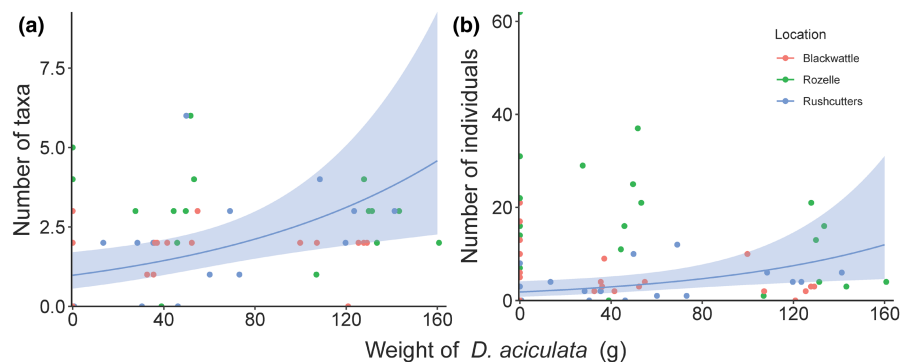 (a)
Number of taxa
7.5
5.0
2.5
0.0
0 40 80 120 160
(b)
Number of individuals
60
40
20
0
0 40 80 120 160
Location
Blackwattle
Rozelle
Rushcutters
Weight of D. aciculata (g)